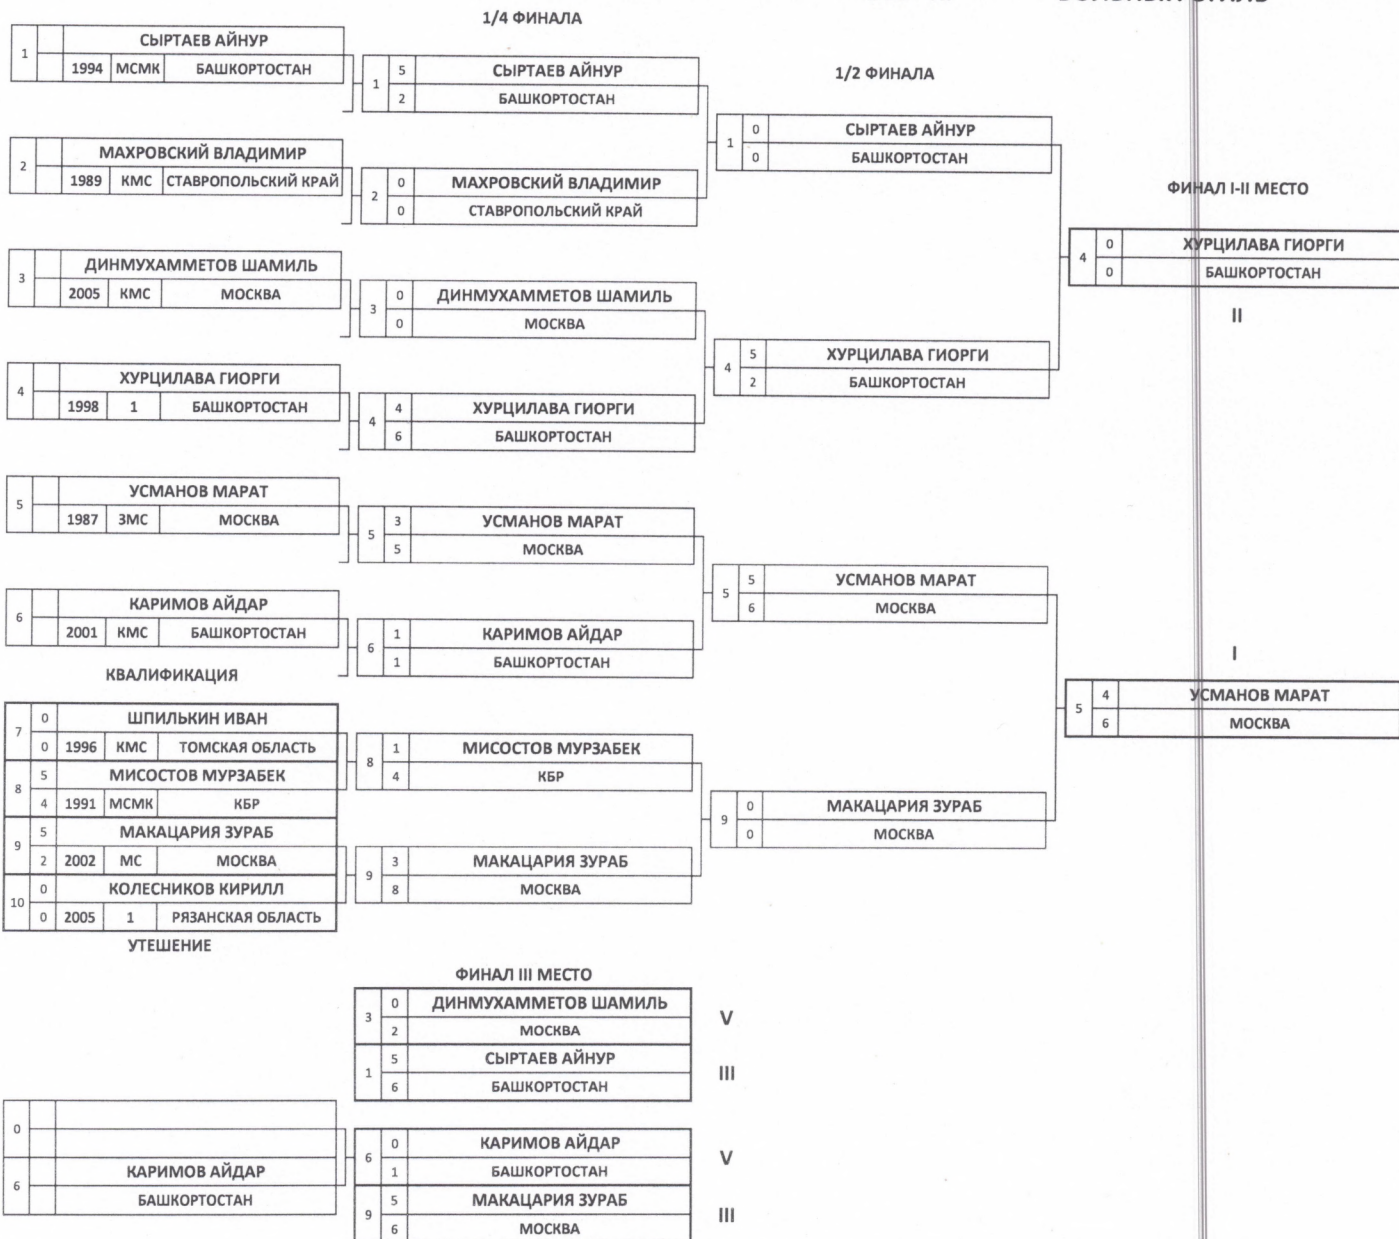 1/4 ФИНАЛА
1
СЫРТАЕВ АЙНУР
1994 МСМК БАШКОРТОСТАН
1
5 СЫРТАЕВ АЙНУР
2 БАШКОРТОСТАН
1/2 ФИНАЛА
1
0 СЫРТАЕВ АЙНУР
0 БАШКОРТОСТАН
2
МАХРОВСКИЙ ВЛАДИМИР
1989 КМС СТАВРОПОЛЬСКИЙ КРАЙ
2
0 МАХРОВСКИЙ ВЛАДИМИР
0 СТАВРОПОЛЬСКИЙ КРАЙ
ФИНАЛ I-II МЕСТО
4
0 ХУРЦИЛАВА ГИОРГИ
0 БАШКОРТОСТАН
II
3
ДИНМУХАММЕТОВ ШАМИЛЬ
2005 КМС МОСКВА
3
0 ДИНМУХАММЕТОВ ШАМИЛЬ
0 МОСКВА
4
5 ХУРЦИЛАВА ГИОРГИ
2 БАШКОРТОСТАН
4
ХУРЦИЛАВА ГИОРГИ
1998 1 БАШКОРТОСТАН
4
4 ХУРЦИЛАВА ГИОРГИ
6 БАШКОРТОСТАН
5
УСМАНОВ МАРАТ
1987 ЗМС МОСКВА
5
3 УСМАНОВ МАРАТ
5 МОСКВА
5
5 УСМАНОВ МАРАТ
6 МОСКВА
6
КАРИМОВ АЙДАР
2001 КМС БАШКОРТОСТАН
6
1 КАРИМОВ АЙДАР
1 БАШКОРТОСТАН
I
5
4 УСМАНОВ МАРАТ
6 МОСКВА
КВАЛИФИКАЦИЯ
7
0 ШПИЛЬКИН ИВАН
0 1996 КМС ТОМСКАЯ ОБЛАСТЬ
8
5 МИСОСТОВ МУРЗАБЕК
4 1991 МСМК КБР
8
1 МИСОСТОВ МУРЗАБЕК
4 КБР
9
0 МАКАЦАРИЯ ЗУРАБ
0 МОСКВА
9
5 МАКАЦАРИЯ ЗУРАБ
2 2002 МС МОСКВА
10
0 КОЛЕСНИКОВ КИРИЛЛ
0 2005 1 РЯЗАНСКАЯ ОБЛАСТЬ
9
3 МАКАЦАРИЯ ЗУРАБ
8 МОСКВА
УТЕШЕНИЕ
ФИНАЛ III МЕСТО
3
0 ДИНМУХАММЕТОВ ШАМИЛЬ
2 МОСКВА
V
1
5 СЫРТАЕВ АЙНУР
6 БАШКОРТОСТАН
III
0
6
КАРИМОВ АЙДАР
БАШКОРТОСТАН
6
0 КАРИМОВ АЙДАР
1 БАШКОРТОСТАН
V
9
5 МАКАЦАРИЯ ЗУРАБ
6 МОСКВА
III